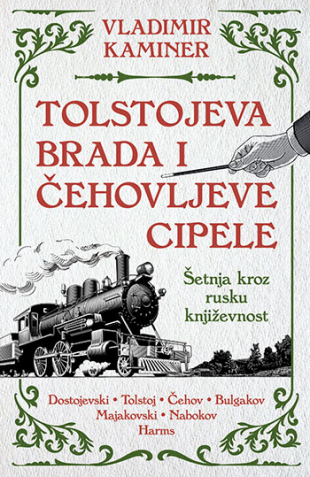 VLADIMIR
KAMINER
TOLSTOJEVA
BRADA I
ČEHOVLJEVE
CIPELE
Šetnja kroz
rusku
književnost
Dostojevski • Tolstoj • Čehov • Bulgakov
Majakovski • Nabokov
Harms